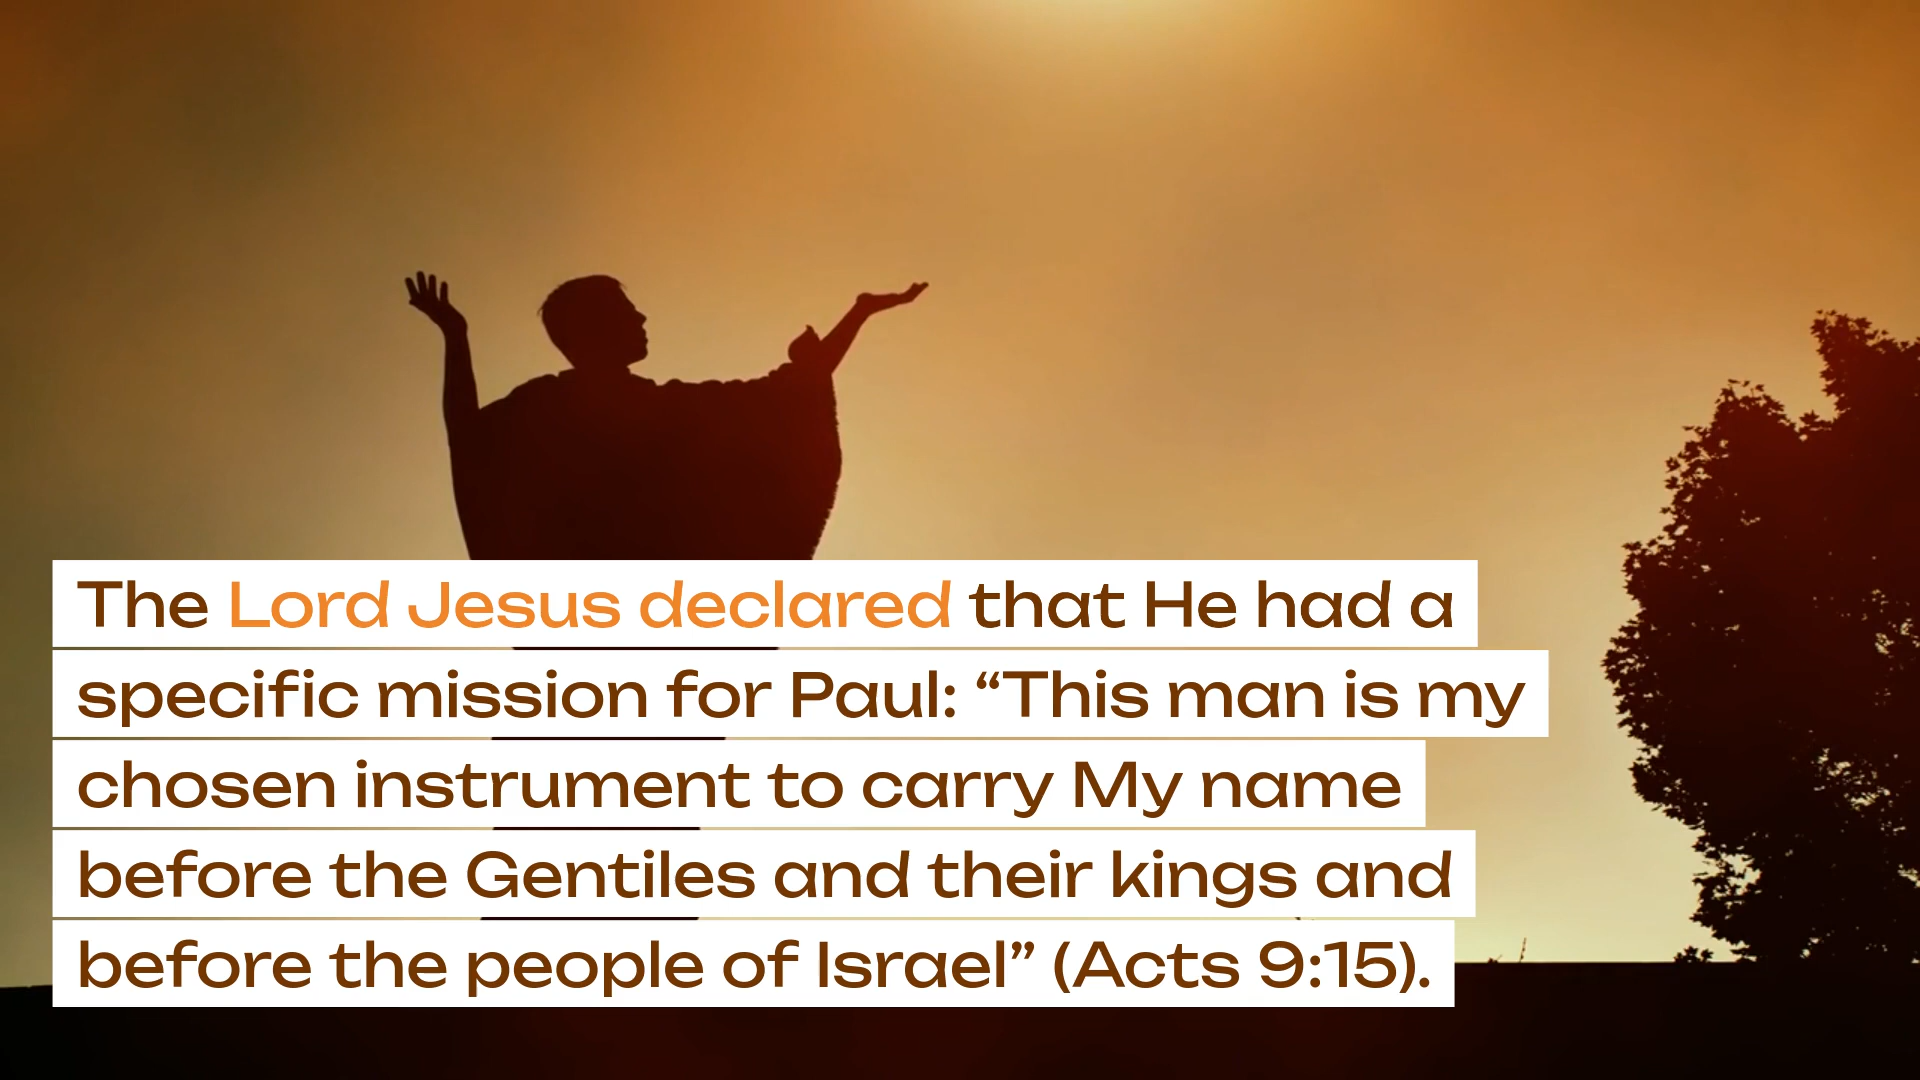 The Lord Jesus declared that He had a
specific mission for Paul: “This man is my
chosen instrument to carry My name
before the Gentiles and their kings and
before the people of Israel” (Acts 9:15).